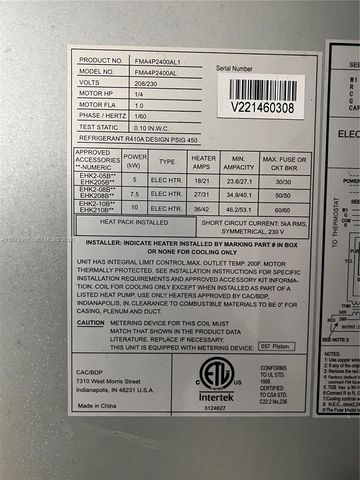 PRODUCT NO. FMA4P2400AL1
MODEL NO. FMA4P2400AL
VOLTS 208/230
MOTOR HP 1/4
MOTOR FLA 1.0
PHASE / HERTZ 1/60
TEST STATIC 0.10 IN.W.C.
REFRIGERANT R410A DESIGN PSIG 450
Serial Number
V221460308
APPROVED ACCESSORIES -- NUMERIC-- POWER (kW) TYPE HEATER AMPS MIN. AMPACITY MAX. FUSE OR CKT BKR
EHK2-05B** EHK205B** 5 ELEC HTR. 18/21 23.6/27.1 30/30
EHK2-08B** EHK208B** 7.5 ELEC HTR. 27/31 34.9/40.1 50/50
EHK2-10B** EHK210B** 10 ELEC HTR. 36/42 46.2/53.1 60/60
HEAT PACK INSTALLED
SHORT CIRCUIT CURRENT: 5kA RMS,
SYMMETRICAL, 230 V
INSTALLER: INDICATE HEATER INSTALLED BY MARKING PART # IN BOX
OR NONE FOR COOLING ONLY
UNIT HAS INTEGRAL LIMIT CONTROL.MAX. OUTLET TEMP. 200F. MOTOR
THERMALLY PROTECTED. SEE INSTALLATION INSTRUCTIONS FOR SPECIFIC
INSTALLATION REQUIREMENTS AND APPROVED ACCESSORY KIT INFORMA-
TION. COIL FOR COOLING ONLY EXCEPT WHEN INSTALLED AS PART OF A
LISTED HEAT PUMP. USE ONLY HEATERS APPROVED BY CAC/BDP,
INDIANAPOLIS, IN.CLEARANCE TO COMBUSTIBLE MATERIALS TO BE 0" FOR
CASING, PLENUM AND DUCT.
CAUTION METERING DEVICE FOR THIS COIL MUST
MATCH THAT SHOWN IN THE PRODUCT DATA
LITERATURE. REPLACE IF NECESSARY.
THIS UNIT IS EQUIPPED WITH METERING DEVICE: 057 Piston
CAC/BDP
7310 West Morris Street
Indianapolis, IN 46231 U.S.A.
Made in China
ETL
C US
Intertek
3124627
CONFORMS
TO UL STD.
1995
CERTIFIED
TO CSA STD.
C22.2 No.236
TO THERMOSTAT
SEE NOTE 3
NOTES: